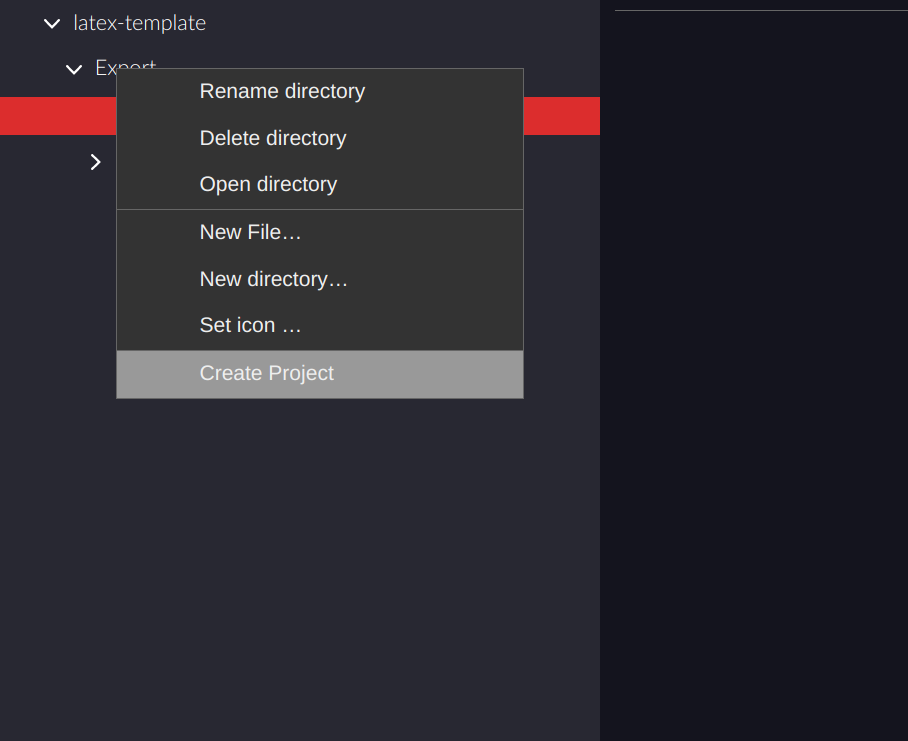 latex-template
Export
Rename directory
Delete directory
Open directory
New File…
New directory…
Set icon …
Create Project